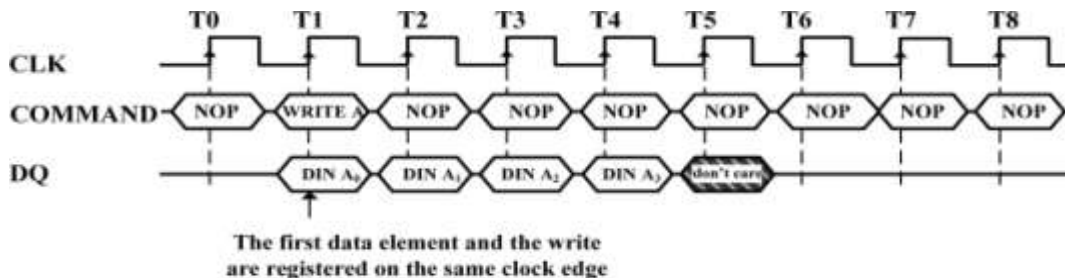 T0 T1 T2 T3 T4 T5 T6 T7 T8
CLK
COMMAND NOP WRITE A NOP NOP NOP NOP NOP NOP NOP
DQ DIN A₀ DIN A₁ DIN A₂ DIN A₃ don't care
The first data element and the write
are registered on the same clock edge